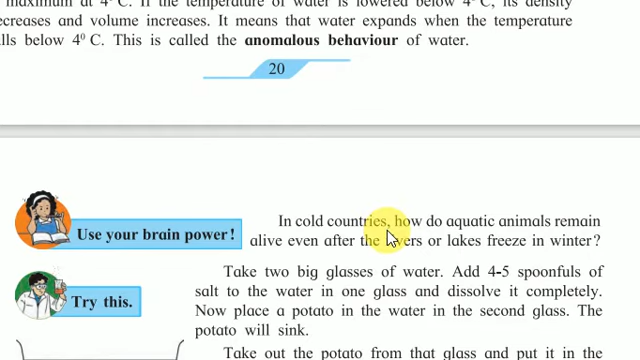 maximum at 4⁰ C. If the temperature of water is lowered below 4⁰ C, its density
decreases and volume increases. It means that water expands when the temperature
falls below 4⁰ C. This is called the anomalous behaviour of water.
20
In cold countries, how do aquatic animals remain
Use your brain power!
alive even after the rivers or lakes freeze in winter?
Take two big glasses of water. Add 4-5 spoonfuls of
Try this.
salt to the water in one glass and dissolve it completely.
Now place a potato in the water in the second glass. The
potato will sink.
Take out the potato from that glass and put it in the